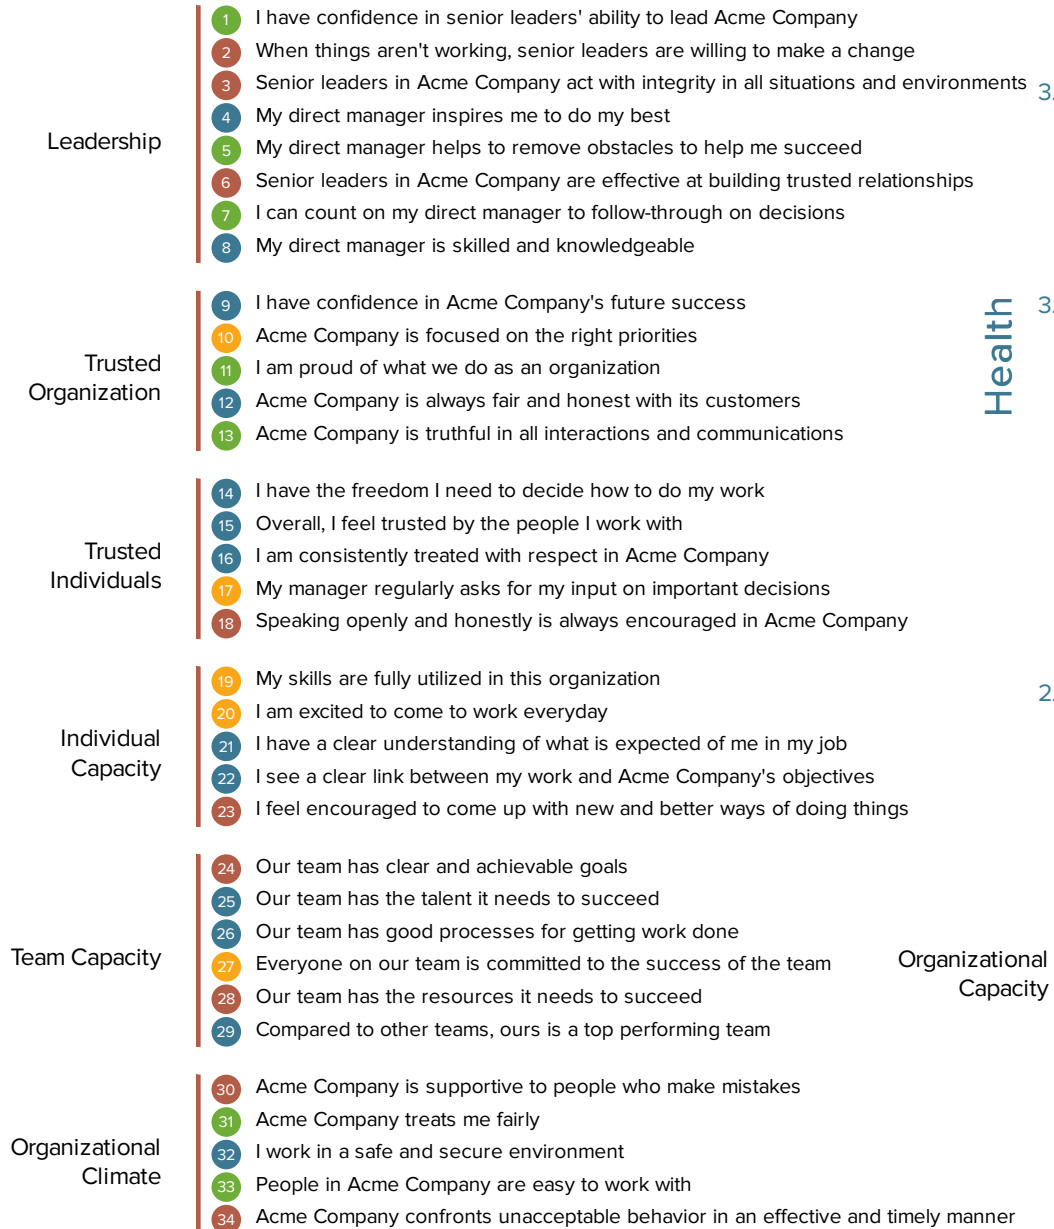 Leadership
1 I have confidence in senior leaders' ability to lead Acme Company
2 When things aren't working, senior leaders are willing to make a change
3 Senior leaders in Acme Company act with integrity in all situations and environments
4 My direct manager inspires me to do my best
5 My direct manager helps to remove obstacles to help me succeed
6 Senior leaders in Acme Company are effective at building trusted relationships
7 I can count on my direct manager to follow-through on decisions
8 My direct manager is skilled and knowledgeable
Trusted
Organization
9 I have confidence in Acme Company's future success
10 Acme Company is focused on the right priorities
11 I am proud of what we do as an organization
12 Acme Company is always fair and honest with its customers
13 Acme Company is truthful in all interactions and communications
Trusted
Individuals
14 I have the freedom I need to decide how to do my work
15 Overall, I feel trusted by the people I work with
16 I am consistently treated with respect in Acme Company
17 My manager regularly asks for my input on important decisions
18 Speaking openly and honestly is always encouraged in Acme Company
Individual
Capacity
19 My skills are fully utilized in this organization
20 I am excited to come to work everyday
21 I have a clear understanding of what is expected of me in my job
22 I see a clear link between my work and Acme Company's objectives
23 I feel encouraged to come up with new and better ways of doing things
Team Capacity
24 Our team has clear and achievable goals
25 Our team has the talent it needs to succeed
26 Our team has good processes for getting work done
27 Everyone on our team is committed to the success of the team
28 Our team has the resources it needs to succeed
29 Compared to other teams, ours is a top performing team
Organizational
Climate
30 Acme Company is supportive to people who make mistakes
31 Acme Company treats me fairly
32 I work in a safe and secure environment
33 People in Acme Company are easy to work with
34 Acme Company confronts unacceptable behavior in an effective and timely manner
3.
Health
3.
2.
Organizational
Capacity